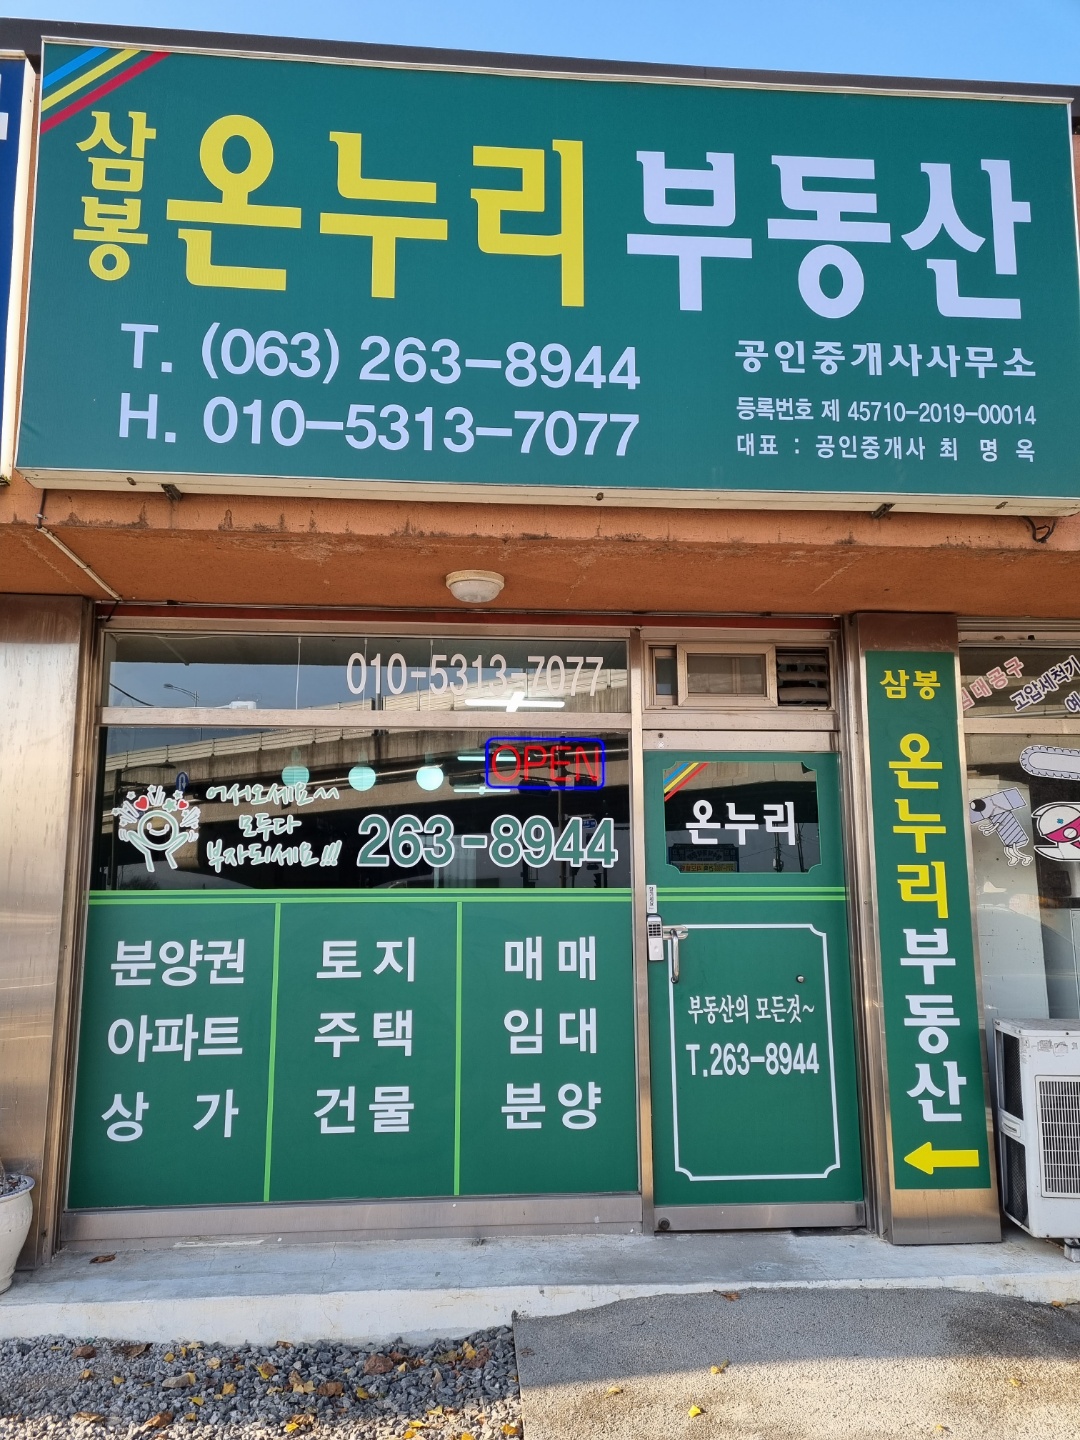 삼봉 온누리 부동산
T. (063) 263-8944
H. 010-5313-7077
공인중개사사무소
등록번호 제 45710-2019-00014
대표 : 공인중개사 최 명 옥
010-5313-7077
OPEN
어서오세요~
모두다
부자되세요!!!
263-8944
분양권
아파트
상 가
토지
주택
건물
매매
임대
분양
온누리
부동산의 모든것~
T.263-8944
삼봉
온누리부동산
고압세척기